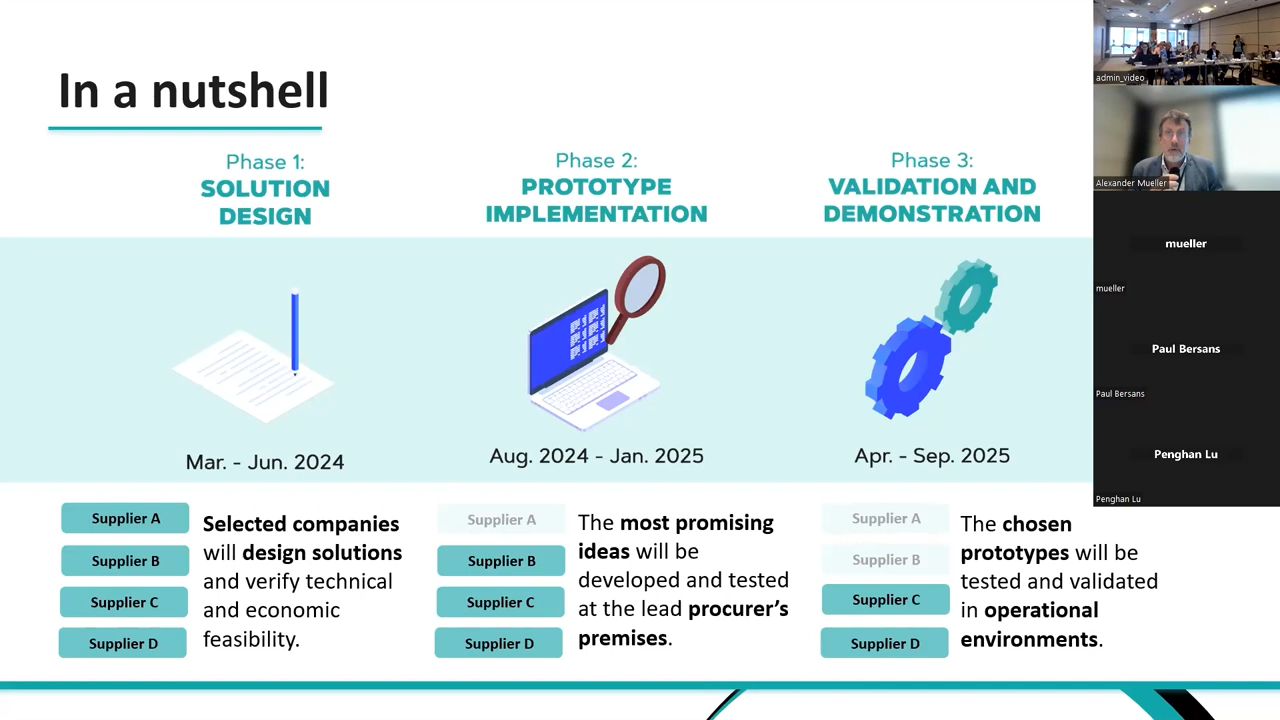 In a nutshell
Phase 1:
SOLUTION
DESIGN
Phase 2:
PROTOTYPE
IMPLEMENTATION
Phase 3:
VALIDATION AND
DEMONSTRATION
Mar. - Jun. 2024
Aug. 2024 - Jan. 2025
Apr. - Sep. 2025
Supplier A
Supplier B
Supplier C
Supplier D
Selected companies
will design solutions
and verify technical
and economic
feasibility.
Supplier A
Supplier B
Supplier C
Supplier D
The most promising
ideas will be
developed and tested
at the lead procurer’s
premises.
Supplier A
Supplier B
Supplier C
Supplier D
The chosen
prototypes will be
tested and validated
in operational
environments.
admin_video
Alexander Mueller
mueller
mueller
Paul Bersans
Paul Bersans
Penghan Lu
Penghan Lu